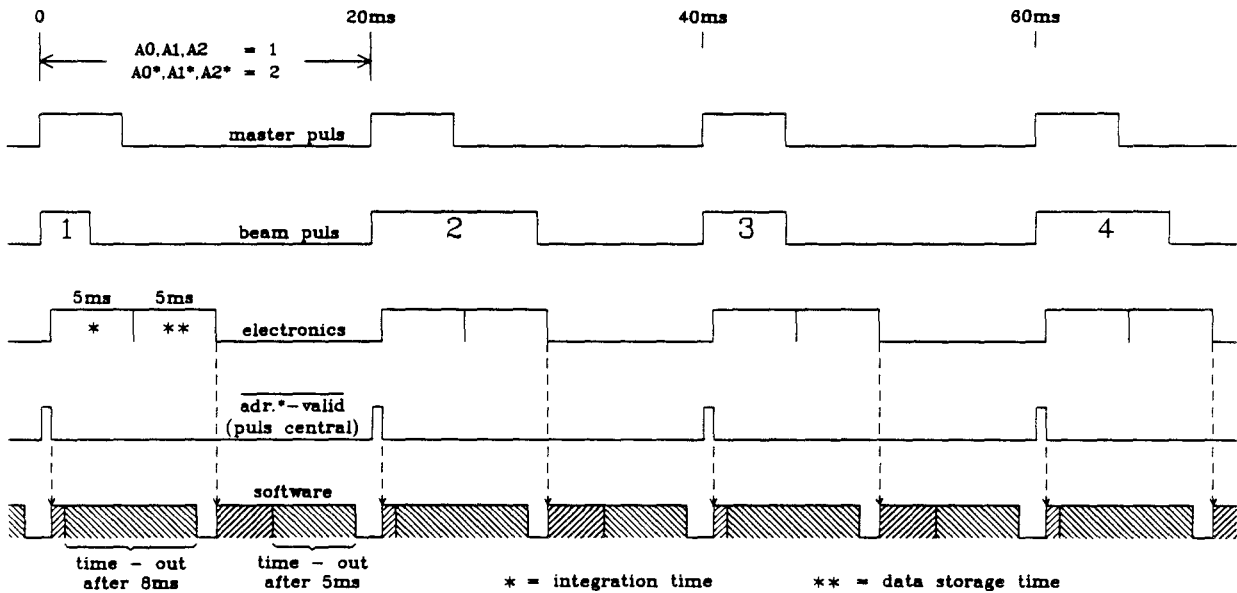 0 20ms 40ms 60ms
A0,A1,A2 = 1
A0*,A1*,A2* = 2
master puls
1 2 3 4
beam puls
5ms 5ms
* **
electronics
adr.*-valid
(puls central)
software
time - out
after 8ms
time - out
after 5ms
* = integration time ** = data storage time